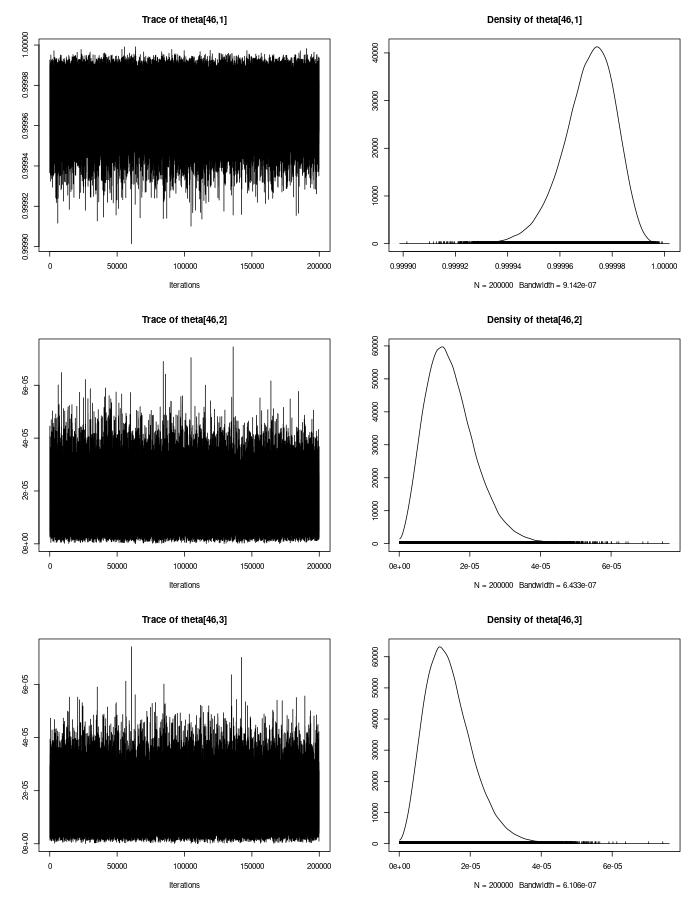 Trace of theta[46,1]
0.99990 0.99992 0.99994 0.99996 0.99998 1.00000
0 50000 100000 150000 200000
Iterations
Density of theta[46,1]
0 10000 20000 30000 40000
0.99990 0.99992 0.99994 0.99996 0.99998 1.00000
N = 200000 Bandwidth = 9.142e-07
Trace of theta[46,2]
0e+00 2e-05 4e-05 6e-05
0 50000 100000 150000 200000
Iterations
Density of theta[46,2]
0 10000 20000 30000 40000 50000 60000
0e+00 2e-05 4e-05 6e-05
N = 200000 Bandwidth = 6.433e-07
Trace of theta[46,3]
0e+00 2e-05 4e-05 6e-05
0 50000 100000 150000 200000
Iterations
Density of theta[46,3]
0 10000 20000 30000 40000 50000 60000
0e+00 2e-05 4e-05 6e-05
N = 200000 Bandwidth = 6.106e-07